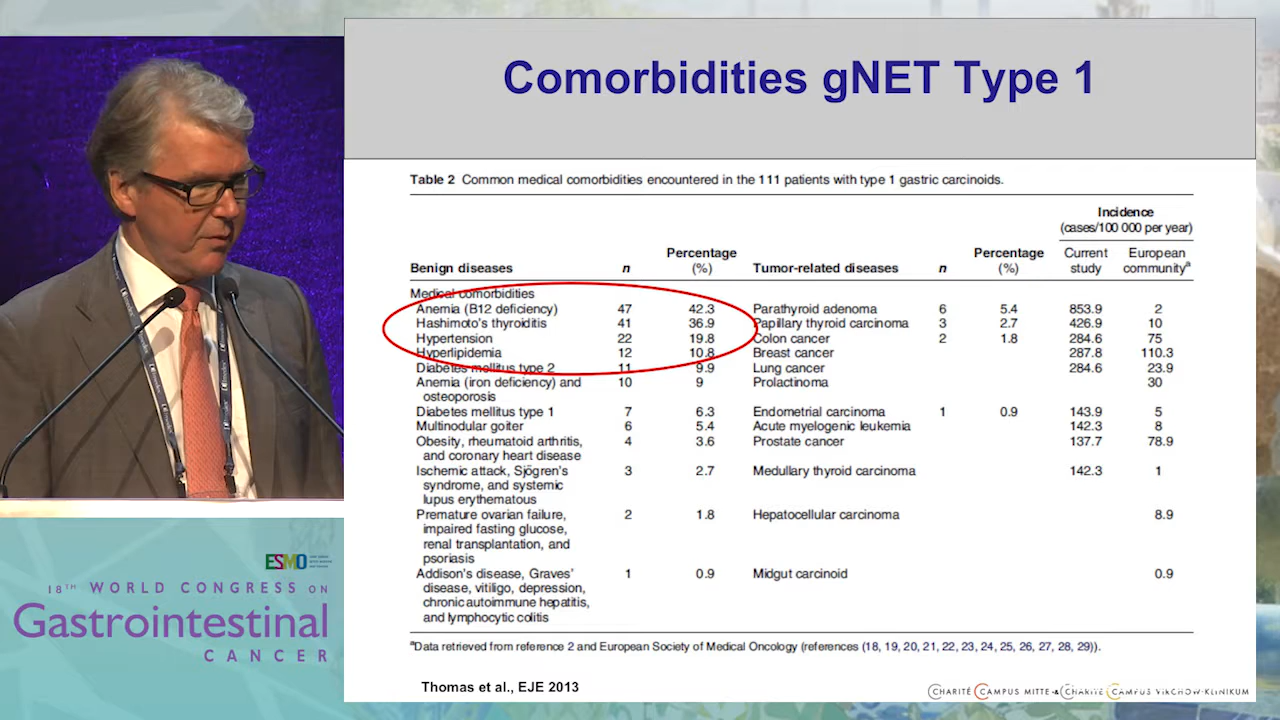 Comorbidities gNET Type 1
Table 2 Common medical comorbidities encountered in the 111 patients with type 1 gastric carcinoids.
Incidence
(cases/100 000 per year)
Percentage Percentage Current European
Benign diseases n (%) Tumor-related diseases n (%) study communityª
Medical comorbidities
Anemia (B12 deficiency) 47 42.3 Parathyroid adenoma 6 5.4 853.9 2
Hashimoto's thyroiditis 41 36.9 Papillary thyroid carcinoma 3 2.7 426.9 10
Hypertension 22 19.8 Colon cancer 2 1.8 284.6 75
Hyperlipidemia 12 10.8 Breast cancer 287.8 110.3
Diabetes mellitus type 2 11 9.9 Lung cancer 284.6 23.9
Anemia (iron deficiency) and 10 9 Prolactinoma 30
osteoporosis
Diabetes mellitus type 1 7 6.3 Endometrial carcinoma 1 0.9 143.9 5
Multinodular goiter 6 5.4 Acute myelogenic leukemia 142.3 8
Obesity, rheumatoid arthritis, 4 3.6 Prostate cancer 137.7 78.9
and coronary heart disease
Ischemic attack, Sjögren's 3 2.7 Medullary thyroid carcinoma 142.3 1
syndrome, and systemic
lupus erythematous
Premature ovarian failure, 2 1.8 Hepatocellular carcinoma 8.9
impaired fasting glucose,
renal transplantation, and
psoriasis
Addison's disease, Graves' 1 0.9 Midgut carcinoid 0.9
disease, vitiligo, depression,
chronic autoimmune hepatitis,
and lymphocytic colitis
ªData retrieved from reference 2 and European Society of Medical Oncology (references (18, 19, 20, 21, 22, 23, 24, 25, 26, 27, 28, 29)).
Thomas et al., EJE 2013
CHARITÉ CAMPUS MITTE & CHARITÉ CAMPUS VIRCHOW-KLINIKUM
ESMO
18TH WORLD CONGRESS ON
Gastrointestinal
CANCER